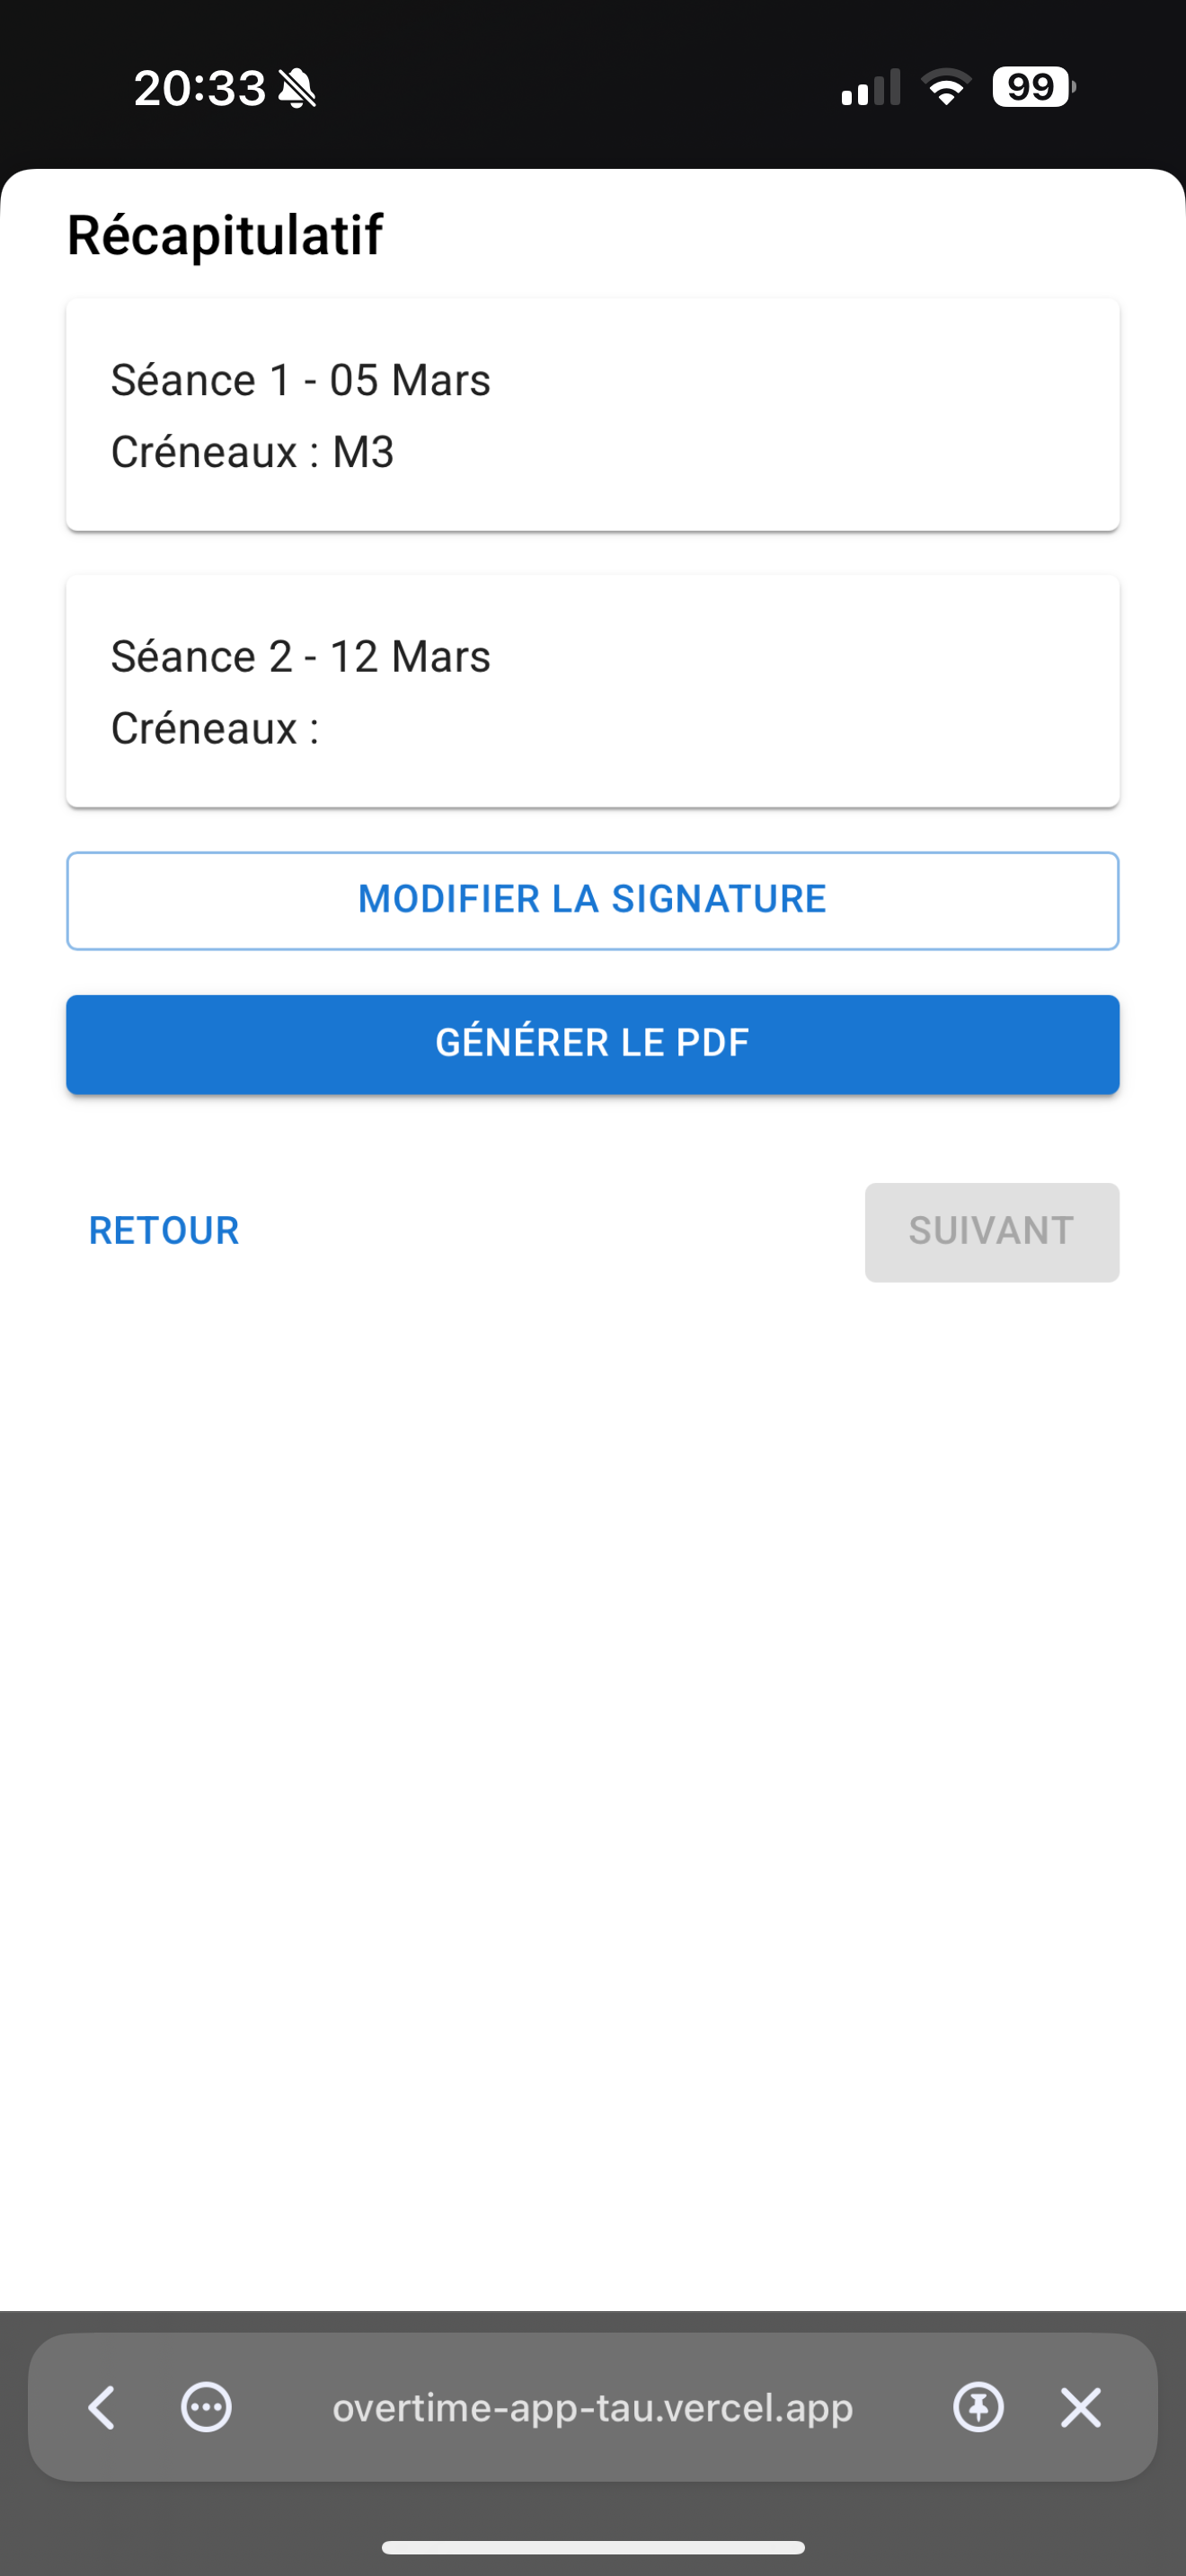 20:33
99
Récapitulatif
Séance 1 - 05 Mars
Créneaux : M3
Séance 2 - 12 Mars
Créneaux :
MODIFIER LA SIGNATURE
GÉNÉRER LE PDF
RETOUR
SUIVANT
overtime-app-tau.vercel.app